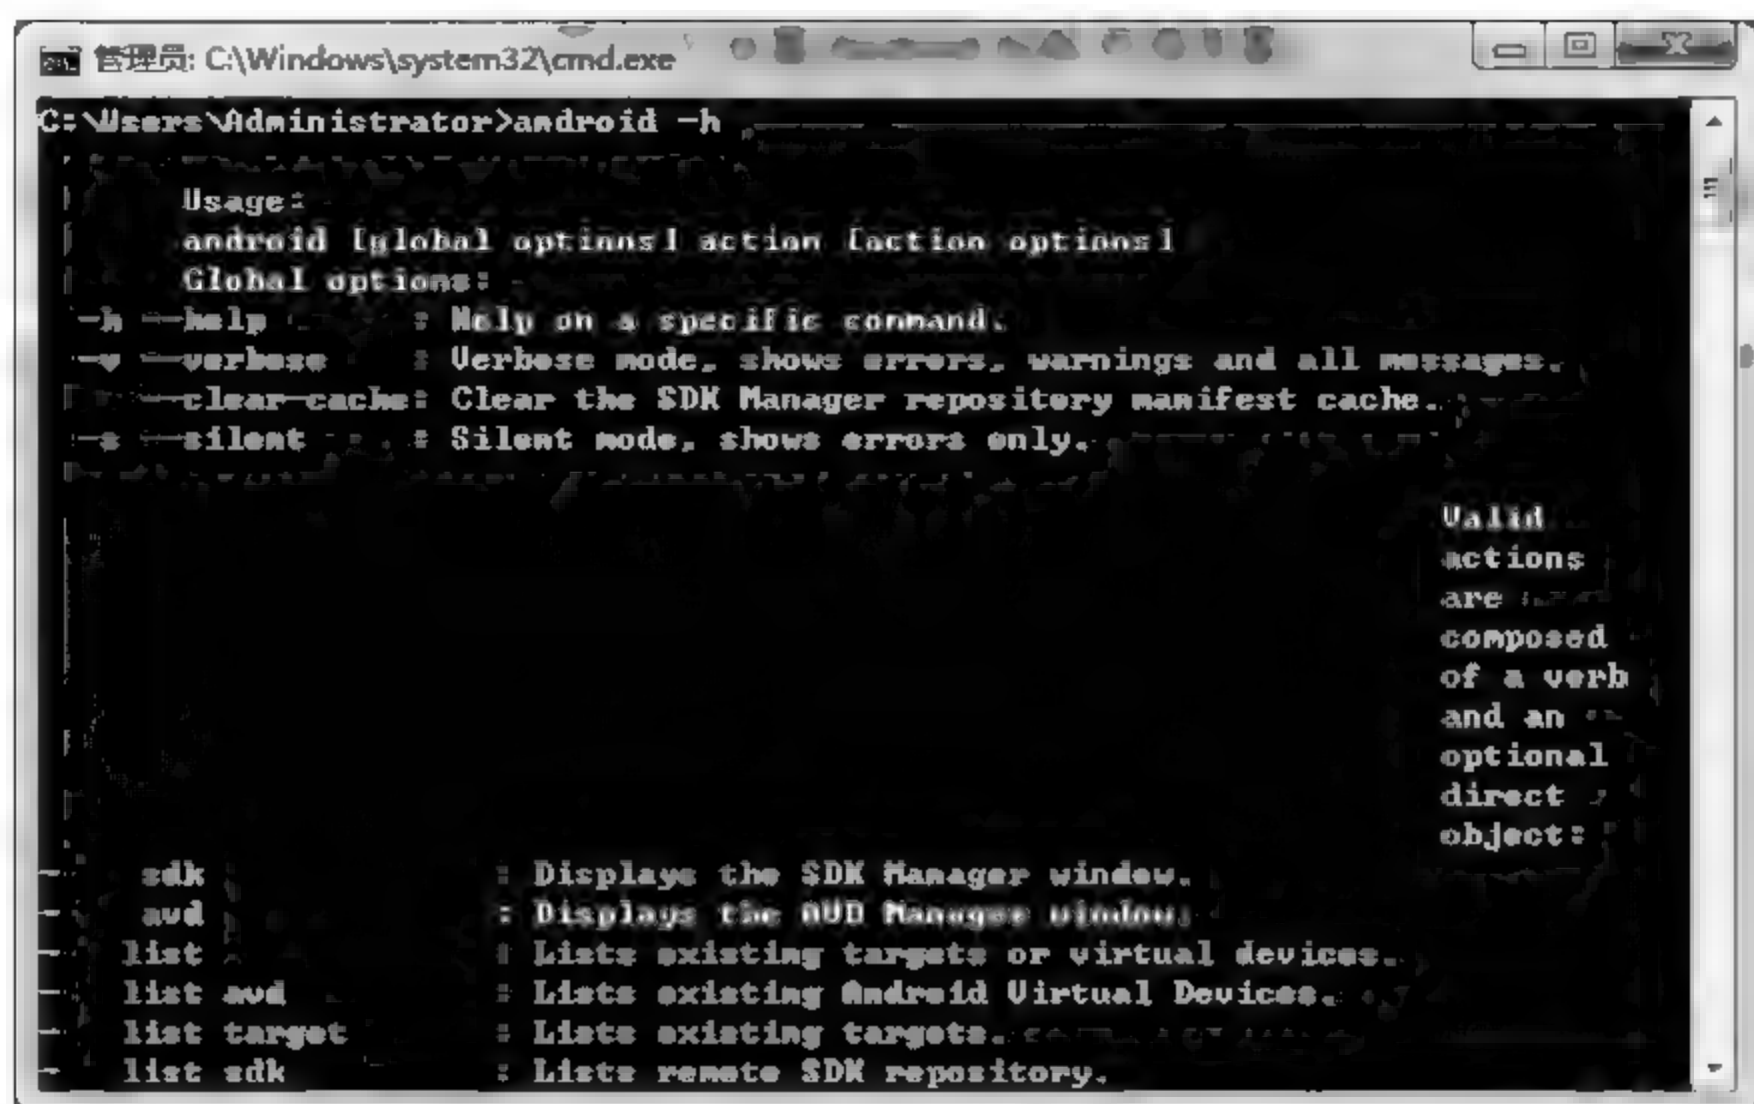 管理员: C:\Windows\system32\cmd.exe
C:\Users\Administrator>android -h
Usage:
android [global options] action [action options]
Global options:
-h --help : Help on a specific command.
-v --verbose : Verbose mode, shows errors, warnings and all messages.
--clear-cache: Clear the SDK Manager repository manifest cache.
-s --silent : Silent mode, shows errors only.
Valid
actions
are
composed
of a verb
and an
optional
direct
object:
- sdk : Displays the SDK Manager window.
- avd : Displays the AVD Manager window.
- list : Lists existing targets or virtual devices.
- list avd : Lists existing Android Virtual Devices.
- list target : Lists existing targets.
- list sdk : Lists remote SDK repository.